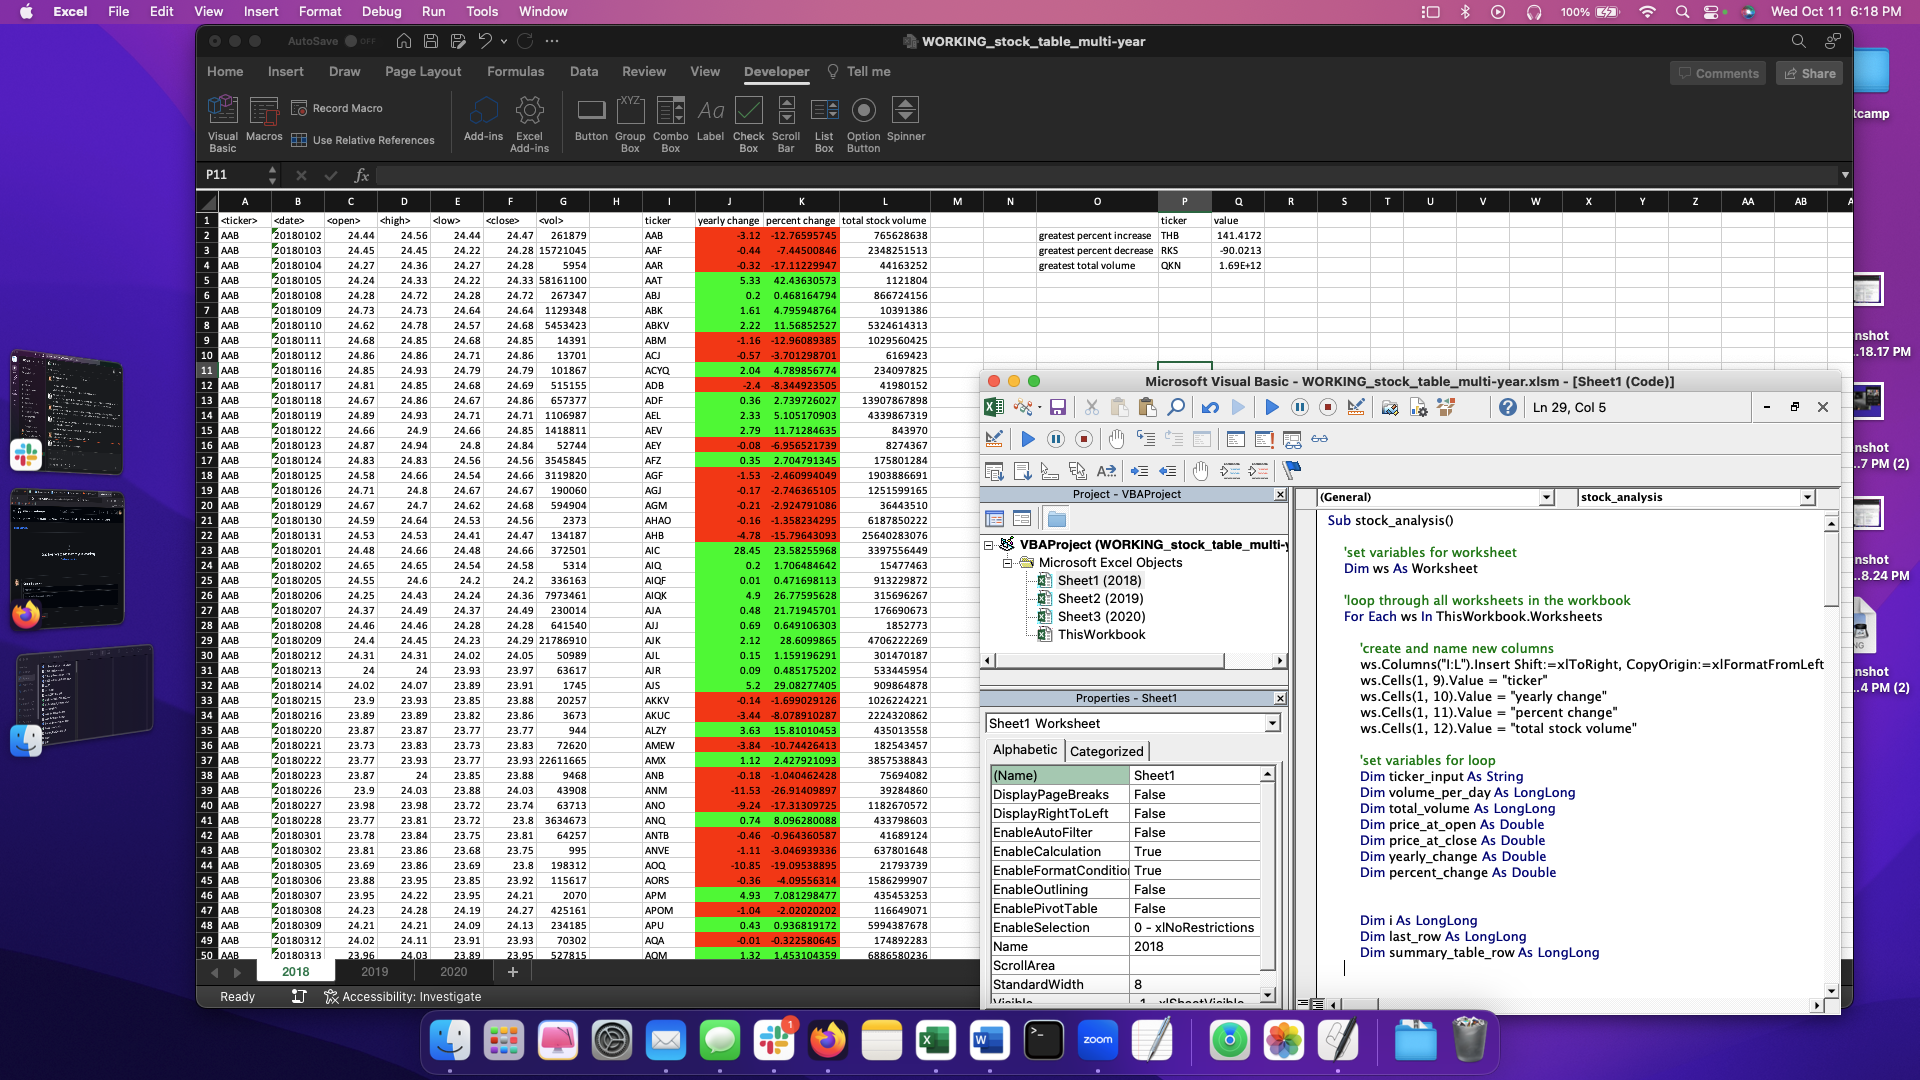 Excel File Edit View Insert Format Debug Run Tools Window 100% Wed Oct 11 6:18 PM
AutoSave OFF WORKING_stock_table_multi-year
Home Insert Draw Page Layout Formulas Data Review View Developer Tell me Comments Share
Visual Basic Macros Record Macro Use Relative References Add-ins Excel Add-ins Button Group Box Combo Box Label Check Box Scroll Bar List Box Option Button Spinner
P11 fx
A B C D E F G H I J K L M N O P Q R S T U V W X Y Z AA AB
1 <ticker> <date> <open> <high> <low> <close> <vol> ticker yearly change percent change total stock volume ticker value
2 AAB 20180102 24.44 24.56 24.44 24.47 261879 AAB -3.12 -12.76595745 765628638 greatest percent increase THB 141.4172
3 AAB 20180103 24.45 24.45 24.22 24.28 15721045 AAF -0.44 -7.44500846 2348251513 greatest percent decrease RKS -90.0213
4 AAB 20180104 24.27 24.36 24.27 24.28 5954 AAR -0.32 -17.11229947 44163252 greatest total volume QKN 1.69E+12
5 AAB 20180105 24.24 24.33 24.22 24.33 58161100 AAT 5.33 42.43630573 1121804
6 AAB 20180108 24.28 24.72 24.28 24.72 267347 ABJ 0.2 0.468164794 866724156
7 AAB 20180109 24.73 24.73 24.64 24.64 1129348 ABK 1.61 4.795948764 10391386
8 AAB 20180110 24.62 24.78 24.57 24.68 5453423 ABKV 2.22 11.56852527 5324614313
9 AAB 20180111 24.68 24.85 24.68 24.85 14391 ABM -1.16 -12.96089385 1029560425
10 AAB 20180112 24.86 24.86 24.71 24.86 13701 ACJ -0.57 -3.701298701 6169423
11 AAB 20180116 24.85 24.93 24.79 24.79 101867 ACYQ 2.04 4.789856774 234097825
12 AAB 20180117 24.81 24.85 24.68 24.69 515155 ADB -2.4 -8.344923505 41980152
13 AAB 20180118 24.67 24.86 24.67 24.86 657377 ADF 0.36 2.739726027 13907867898
14 AAB 20180119 24.89 24.93 24.71 24.71 1106987 AEL 2.33 5.105170903 4339867319
15 AAB 20180122 24.66 24.9 24.66 24.85 1418811 AEV 2.79 11.71284635 843970
16 AAB 20180123 24.87 24.94 24.8 24.84 52744 AEY -0.08 -6.956521739 8274367
17 AAB 20180124 24.83 24.83 24.56 24.56 3545845 AFZ 0.35 2.704791345 175801284
18 AAB 20180125 24.58 24.66 24.54 24.66 3119820 AGF -1.53 -2.460994049 1903886691
19 AAB 20180126 24.71 24.8 24.67 24.67 190060 AGJ -0.17 -2.746365105 1251599165
20 AAB 20180129 24.67 24.7 24.62 24.68 594904 AGM -0.21 -2.924791086 36443510
21 AAB 20180130 24.59 24.64 24.53 24.56 2373 AHAO -0.16 -1.358234295 6187850222
22 AAB 20180131 24.53 24.53 24.41 24.47 134187 AHB -4.78 -15.79643093 25640283076
23 AAB 20180201 24.48 24.66 24.48 24.66 372501 AIC 28.45 23.58255968 3397556449
24 AAB 20180202 24.65 24.65 24.54 24.58 5314 AIQ 0.2 1.706484642 15477463
25 AAB 20180205 24.55 24.6 24.2 24.2 336163 AIQF 0.01 0.471698113 913229872
26 AAB 20180206 24.25 24.43 24.24 24.36 7973461 AIQK 4.9 26.77595628 315696267
27 AAB 20180207 24.37 24.49 24.37 24.49 230014 AJA 0.48 21.71945701 176690673
28 AAB 20180208 24.46 24.46 24.28 24.28 641540 AJJ 0.69 0.649106303 1852773
29 AAB 20180209 24.4 24.45 24.23 24.29 21786910 AJK 2.12 28.6099865 4706222269
30 AAB 20180212 24.31 24.31 24.02 24.05 50989 AJL 0.15 1.159196291 301470187
31 AAB 20180213 24 24 23.93 23.97 63617 AJR 0.09 0.485175202 533445954
32 AAB 20180214 24.02 24.07 23.89 23.91 1745 AJS 5.2 29.08277405 909864878
33 AAB 20180215 23.9 23.93 23.85 23.88 20257 AKKV -0.14 -1.699029126 1026224221
34 AAB 20180216 23.89 23.89 23.82 23.86 3673 AKUC -3.44 -8.078910287 2224320862
35 AAB 20180220 23.87 23.87 23.77 23.77 944 ALZY 3.63 15.81010453 435013558
36 AAB 20180221 23.73 23.83 23.73 23.83 72620 AMEW -3.84 -10.74426413 182543457
37 AAB 20180222 23.77 23.93 23.77 23.93 22611665 AMX 1.12 2.427921093 3857538843
38 AAB 20180223 23.87 24 23.85 23.88 9468 ANB -0.18 -1.040462428 75694082
39 AAB 20180226 23.9 24.03 23.88 24.03 43908 ANM -11.53 -26.91409897 39284860
40 AAB 20180227 23.98 23.98 23.72 23.74 63713 ANO -9.24 -17.31309725 1182670572
41 AAB 20180228 23.77 23.81 23.72 23.8 3634673 ANQ 0.74 8.096280088 433798603
42 AAB 20180301 23.78 23.84 23.75 23.81 64257 ANTB -0.46 -0.964360587 41689124
43 AAB 20180302 23.81 23.86 23.68 23.75 995 ANVE -1.11 -3.046939336 637801648
44 AAB 20180305 23.69 23.86 23.69 23.8 198312 AOQ -10.85 -19.09538895 21793739
45 AAB 20180306 23.88 23.95 23.85 23.92 115617 AORS -0.36 -4.09556314 1586299907
46 AAB 20180307 23.95 24.22 23.95 24.21 2070 APM 4.93 7.081298477 435453253
47 AAB 20180308 24.23 24.28 24.19 24.27 425161 APOM -1.04 -2.02020202 116649071
48 AAB 20180309 24.21 24.21 24.09 24.13 234185 APU 0.43 0.936819172 5994387678
49 AAB 20180312 24.02 24.11 23.91 23.93 70302 AQA -0.01 -0.322580645 174892283
50 AAB 20180313 23.96 24.03 23.89 23.95 527815 AQM 1.32 1.453104359 6886580236
2018 2019 2020 +
Ready Accessibility: Investigate
Microsoft Visual Basic - WORKING_stock_table_multi-year.xlsm - [Sheet1 (Code)]
Ln 29, Col 5
Project - VBAProject
VBAProject (WORKING_stock_table_multi-y
Microsoft Excel Objects
Sheet1 (2018)
Sheet2 (2019)
Sheet3 (2020)
ThisWorkbook
Properties - Sheet1
Sheet1 Worksheet
Alphabetic Categorized
(Name) Sheet1
DisplayPageBreaks False
DisplayRightToLeft False
EnableAutoFilter False
EnableCalculation True
EnableFormatConditio True
EnableOutlining False
EnablePivotTable False
EnableSelection 0 - xlNoRestrictions
Name 2018
ScrollArea
StandardWidth 8
Visible -1 - xlSheetVisible
(General) stock_analysis
Sub stock_analysis()
'set variables for worksheet
Dim ws As Worksheet
'loop through all worksheets in the workbook
For Each ws In ThisWorkbook.Worksheets
'create and name new columns
ws.Columns("I:L").Insert Shift:=xlToRight, CopyOrigin:=xlFormatFromLeft
ws.Cells(1, 9).Value = "ticker"
ws.Cells(1, 10).Value = "yearly change"
ws.Cells(1, 11).Value = "percent change"
ws.Cells(1, 12).Value = "total stock volume"
'set variables for loop
Dim ticker_input As String
Dim volume_per_day As LongLong
Dim total_volume As LongLong
Dim price_at_open As Double
Dim price_at_close As Double
Dim yearly_change As Double
Dim percent_change As Double
Dim i As LongLong
Dim last_row As LongLong
Dim summary_table_row As LongLong
tcamp
nshot
...18.17 PM
nshot
...7 PM (2)
nshot
...8.24 PM
nshot
...4 PM (2)
1
zoom